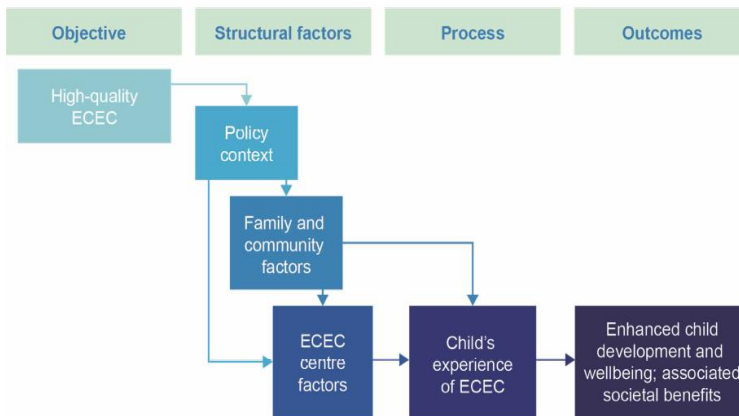 Objective
Structural factors
Process
Outcomes
High-quality
ECEC
Policy
context
Family and
community
factors
ECEC
centre
factors
Child's
experience
of ECEC
Enhanced child
development and
wellbeing; associated
societal benefits